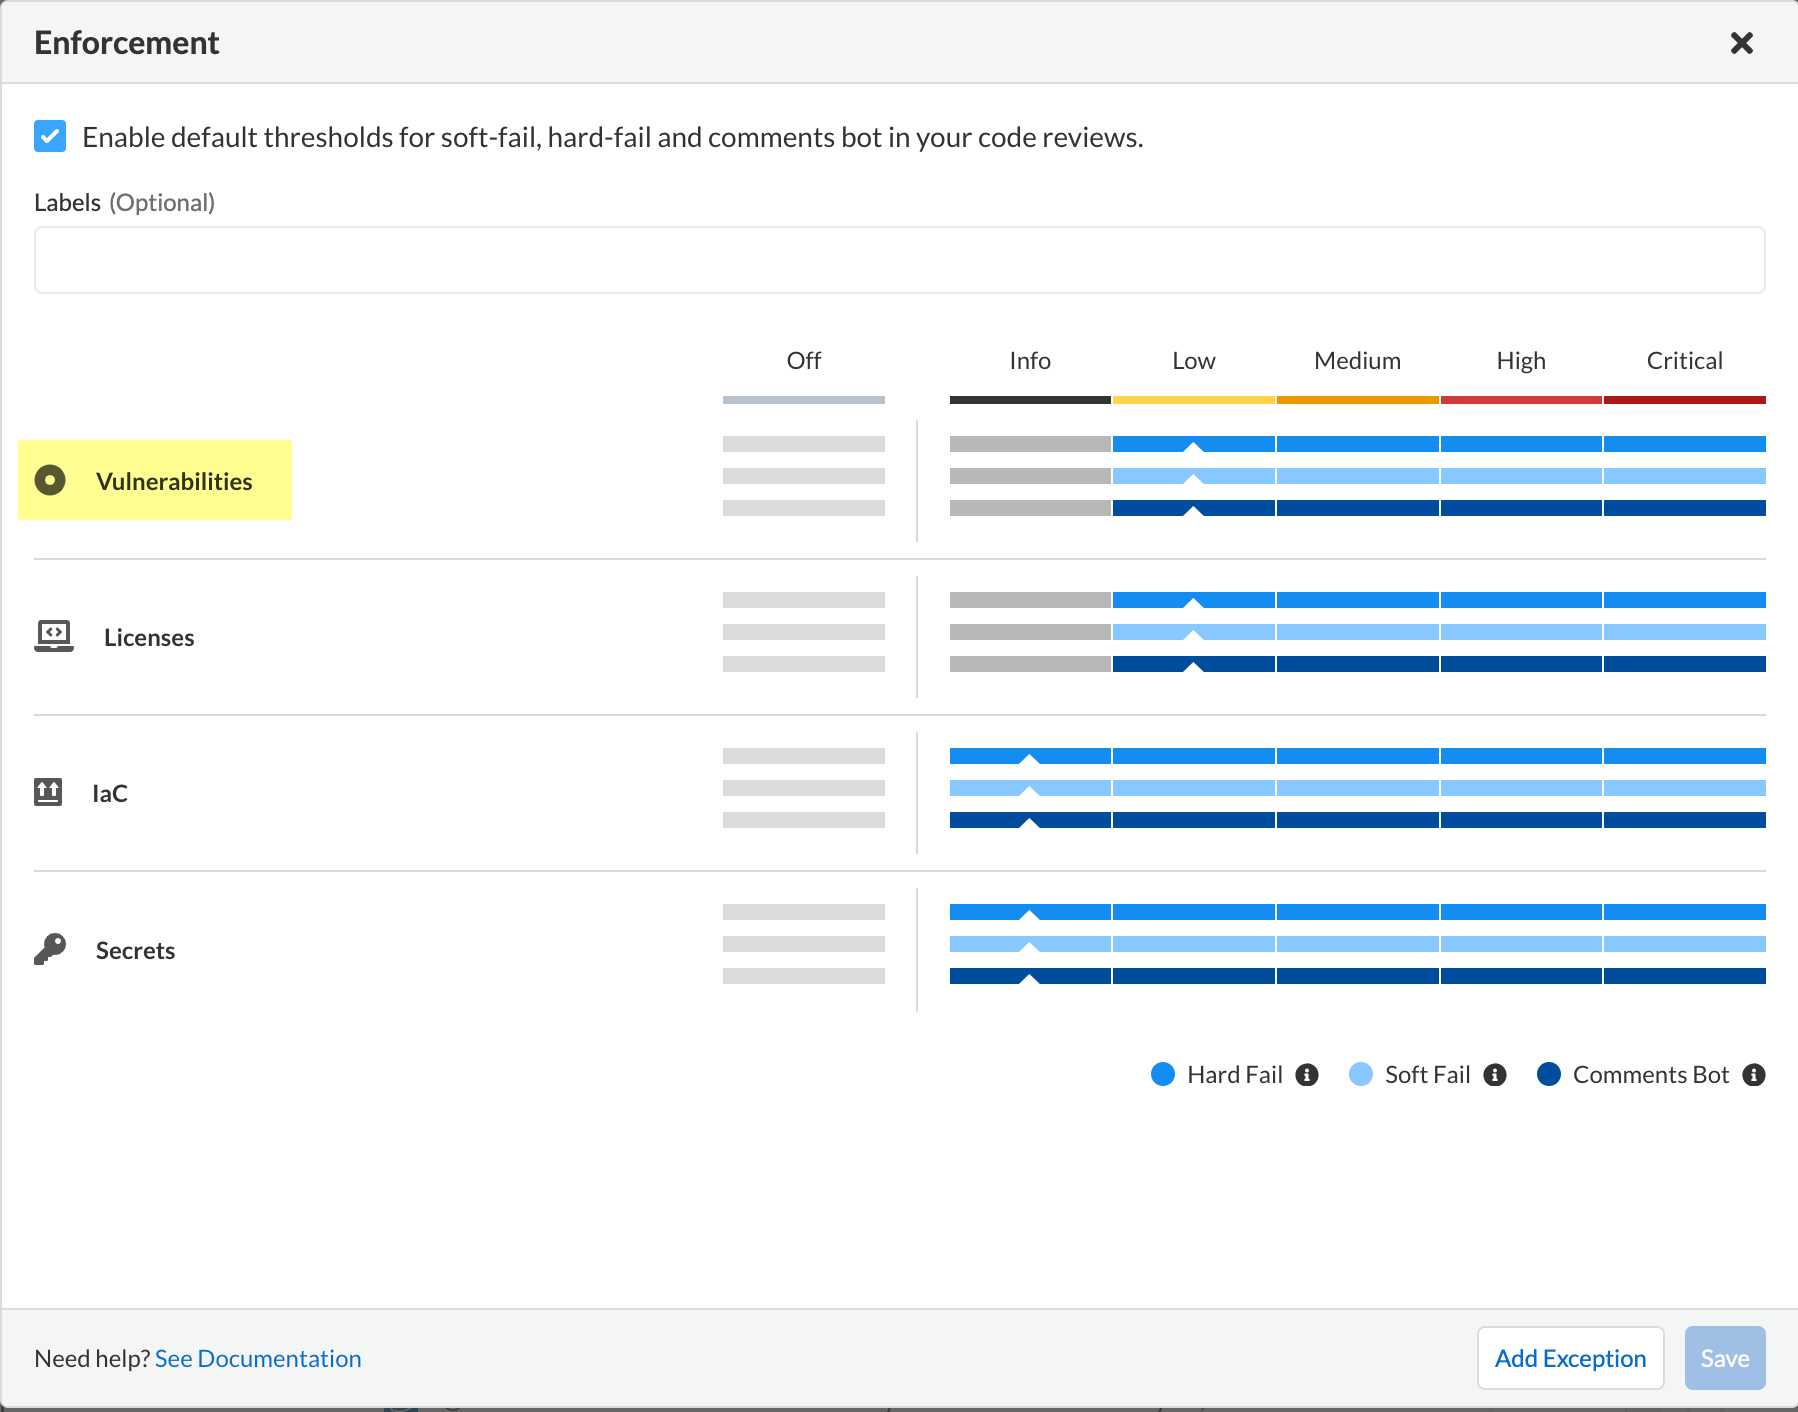 Enforcement
Enable default thresholds for soft-fail, hard-fail and comments bot in your code reviews.
Labels (Optional)
Off Info Low Medium High Critical
Vulnerabilities
Licenses
IaC
Secrets
Hard Fail Soft Fail Comments Bot
Need help? See Documentation Add Exception Save